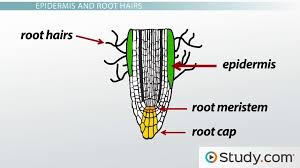 EPIDERMIS AND ROOT HAIRS
root hairs
epidermis
root meristem
root cap
Study.com